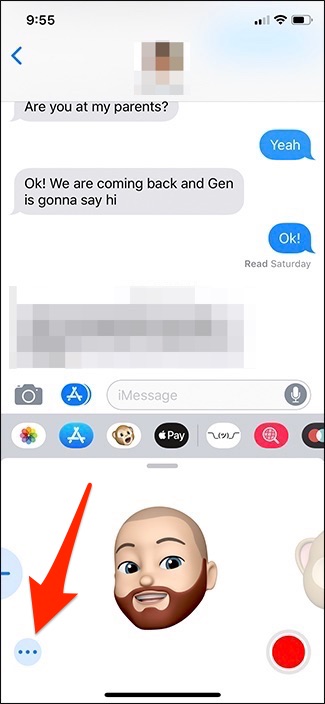 9:55
Are you at my parents?
Yeah
Ok! We are coming back and Gen
is gonna say hi
Ok!
Read Saturday
iMessage
Pay
¯\_(ツ)_/¯